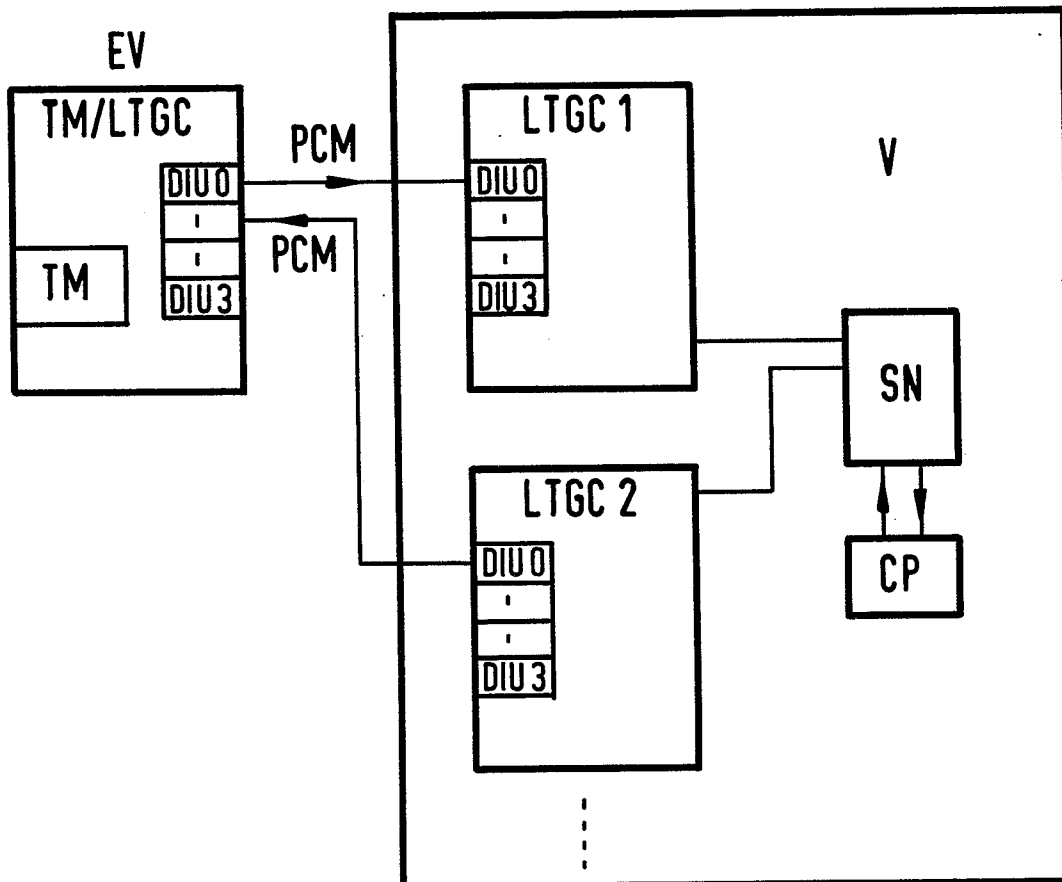 EV
TM/LTGC
DIU 0
DIU 3
TM
PCM
PCM
V
LTGC 1
DIU 0
DIU 3
LTGC 2
DIU 0
DIU 3
SN
CP